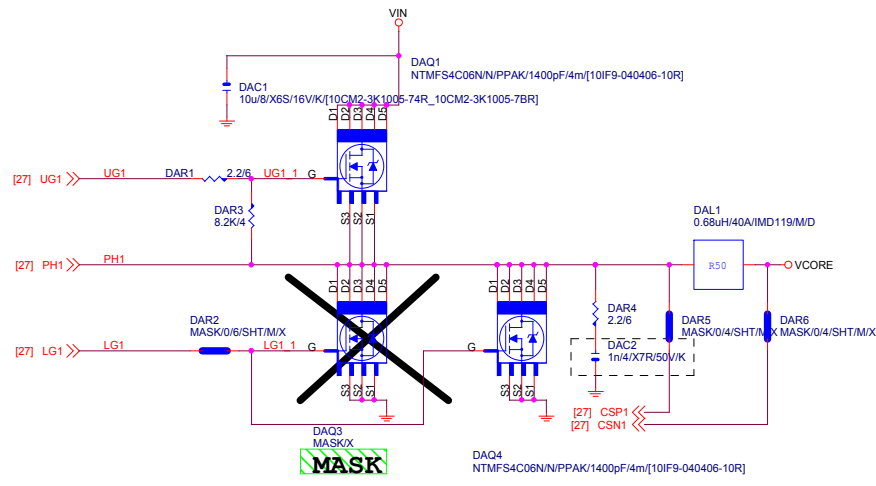 VIN
DAQ1
NTMFS4C06N/N/PPAK/1400pF/4m/[10IF9-040406-10R]
DAC1
10u/8/X6S/16V/K/[10CM2-3K1005-74R_10CM2-3K1005-7BR]
D1 D2 D3 D4 D5
[27] UG1 UG1 DAR1 2.2/6 UG1_1 G
S3 S2 S1
DAR3
8.2K/4
DAL1
0.68uH/40A/IMD119/M/D
[27] PH1 PH1 R50 VCORE
D1 D2 D3 D4 D5 D1 D2 D3 D4 D5
DAR2
MASK/0/6/SHT/M/X
DAR4
2.2/6
DAR5
MASK/0/4/SHT/M/X
DAR6
MASK/0/4/SHT/M/X
[27] LG1 LG1 LG1_1 G G
DAC2
1n/4/X7R/50V/K
S3 S2 S1 S3 S2 S1
[27] CSP1
[27] CSN1
DAQ3
MASK/X
MASK
DAQ4
NTMFS4C06N/N/PPAK/1400pF/4m/[10IF9-040406-10R]